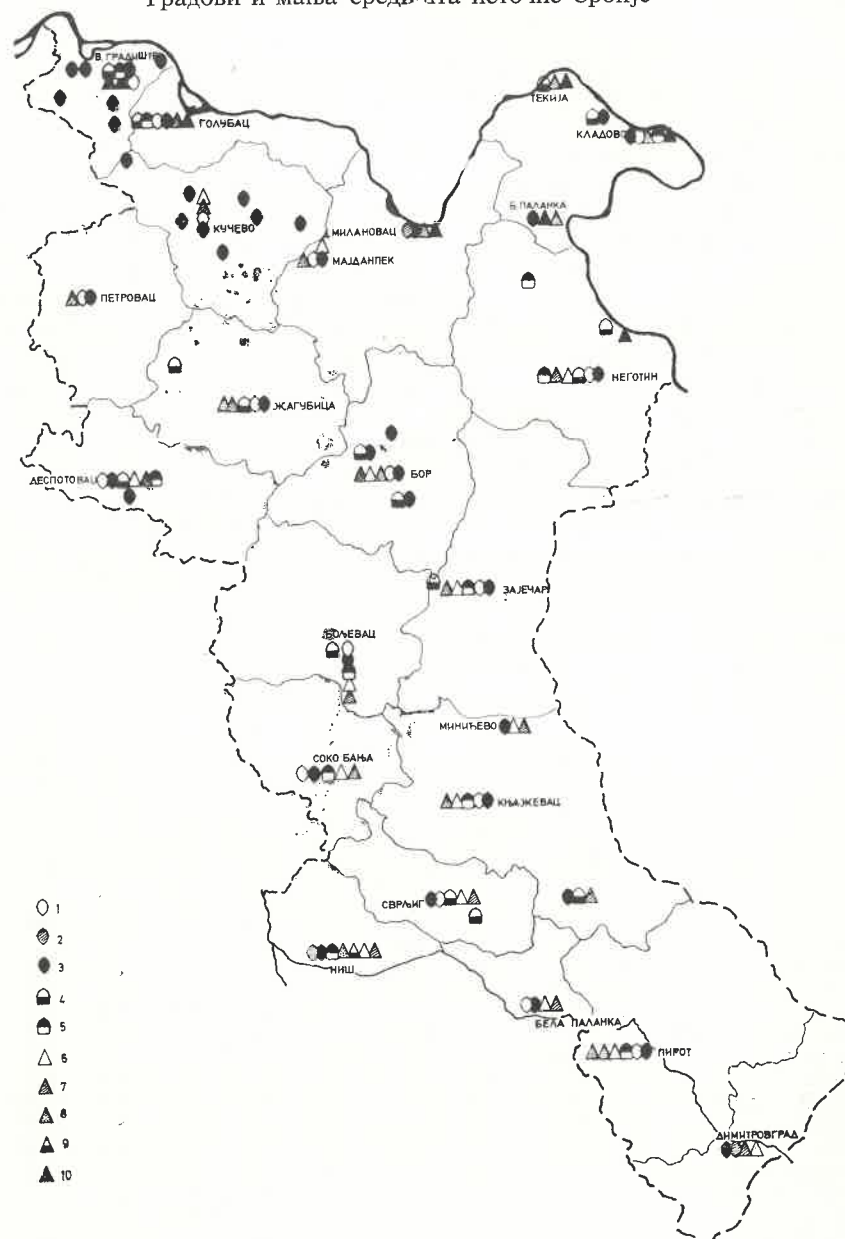 Градови и мања средишта источне Србије
В. ГРАДИШТЕ
ТЕКИЈА
ГОЛУБАЦ
КЛАДОВО
Б. ПАЛАНКА
КУЧЕВО
МИЛАНОВАЦ
МАЈДАНПЕК
ПЕТРОВАЦ
НЕГОТИН
ЖАГУБИЦА
БОР
ДЕСПОТОВАЦ
ЗАЈЕЧАР
БОЉЕВАЦ
МИНИЋЕВО
СОКО БАЊА
КЊАЖЕВАЦ
СВРЉИГ
НИШ
БЕЛА ПАЛАНКА
ПИРОТ
ДИМИТРОВГРАД
1
2
3
4
5
6
7
8
9
10